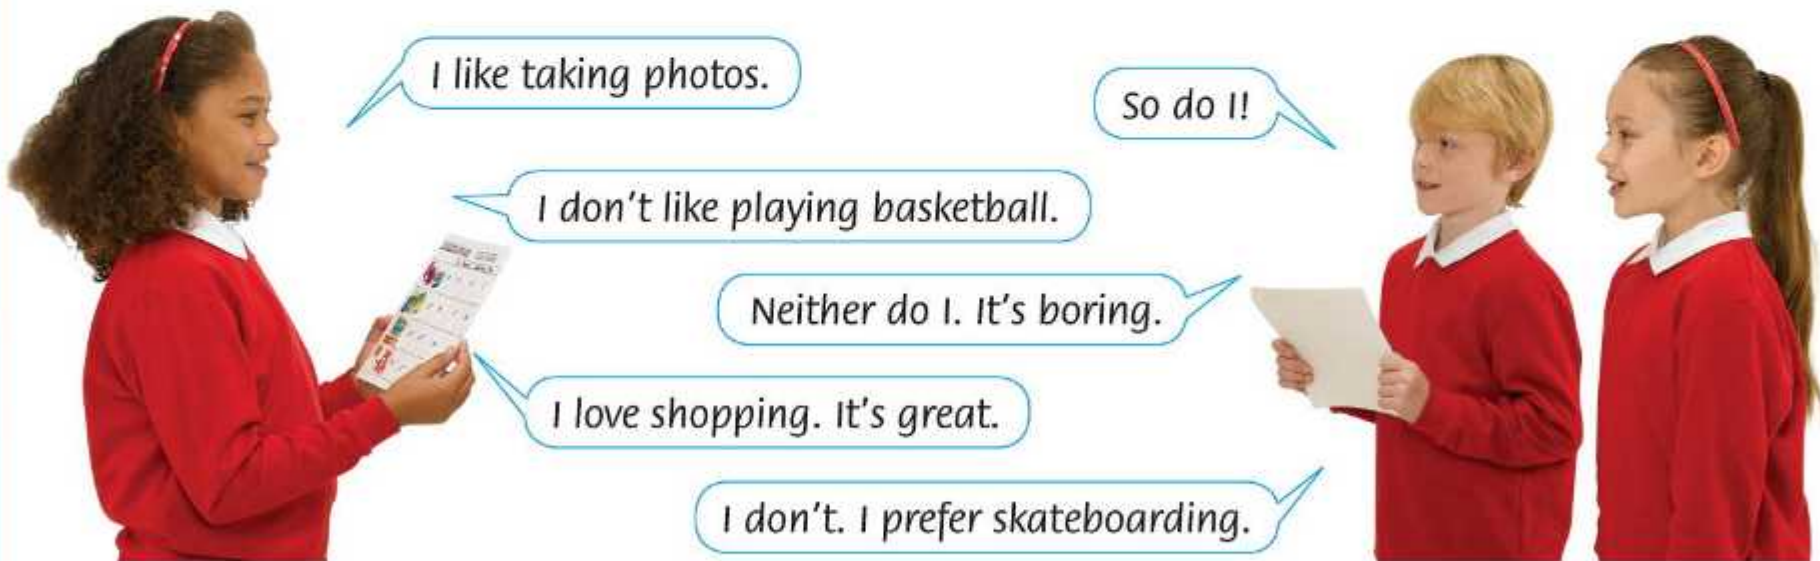 I like taking photos.
So do I!
I don't like playing basketball.
Neither do I. It's boring.
I love shopping. It's great.
I don't. I prefer skateboarding.